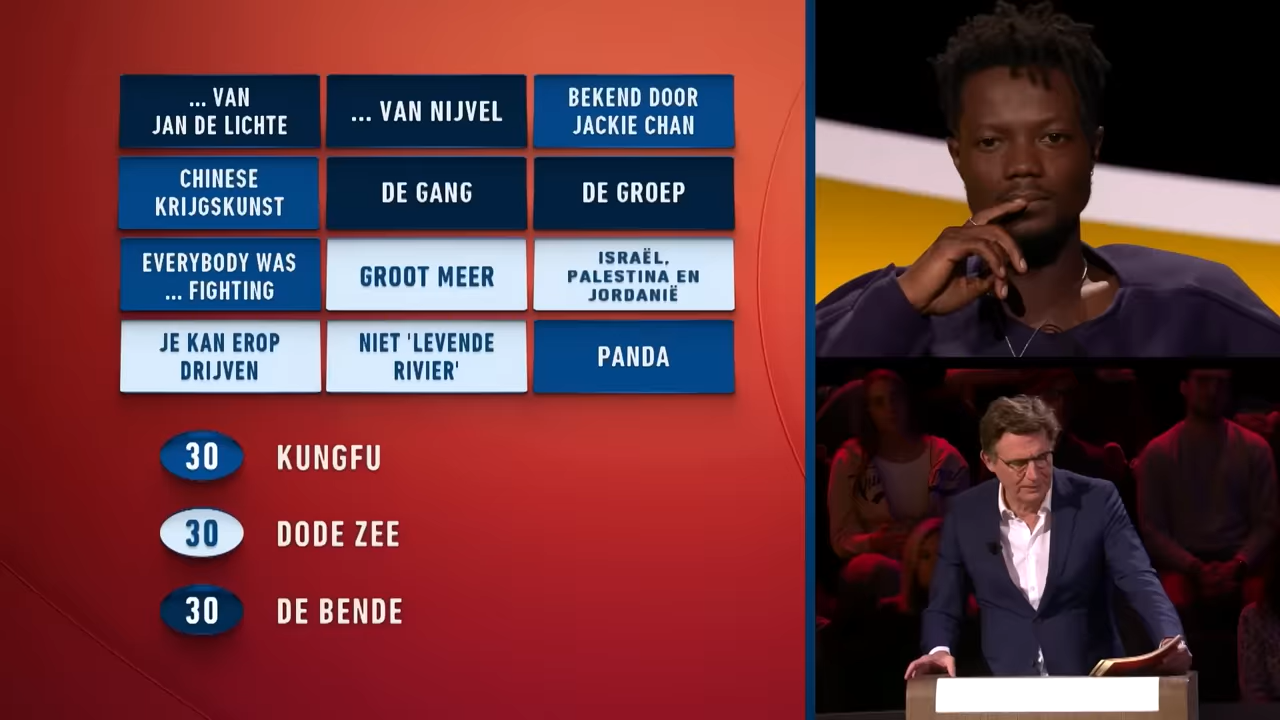 ... VAN
JAN DE LICHTE
... VAN NIJVEL
BEKEND DOOR
JACKIE CHAN
CHINESE
KRIJGSKUNST
DE GANG
DE GROEP
EVERYBODY WAS
... FIGHTING
GROOT MEER
ISRAËL,
PALESTINA EN
JORDANIË
JE KAN EROP
DRIJVEN
NIET 'LEVENDE
RIVIER'
PANDA
30 KUNGFU
30 DODE ZEE
30 DE BENDE